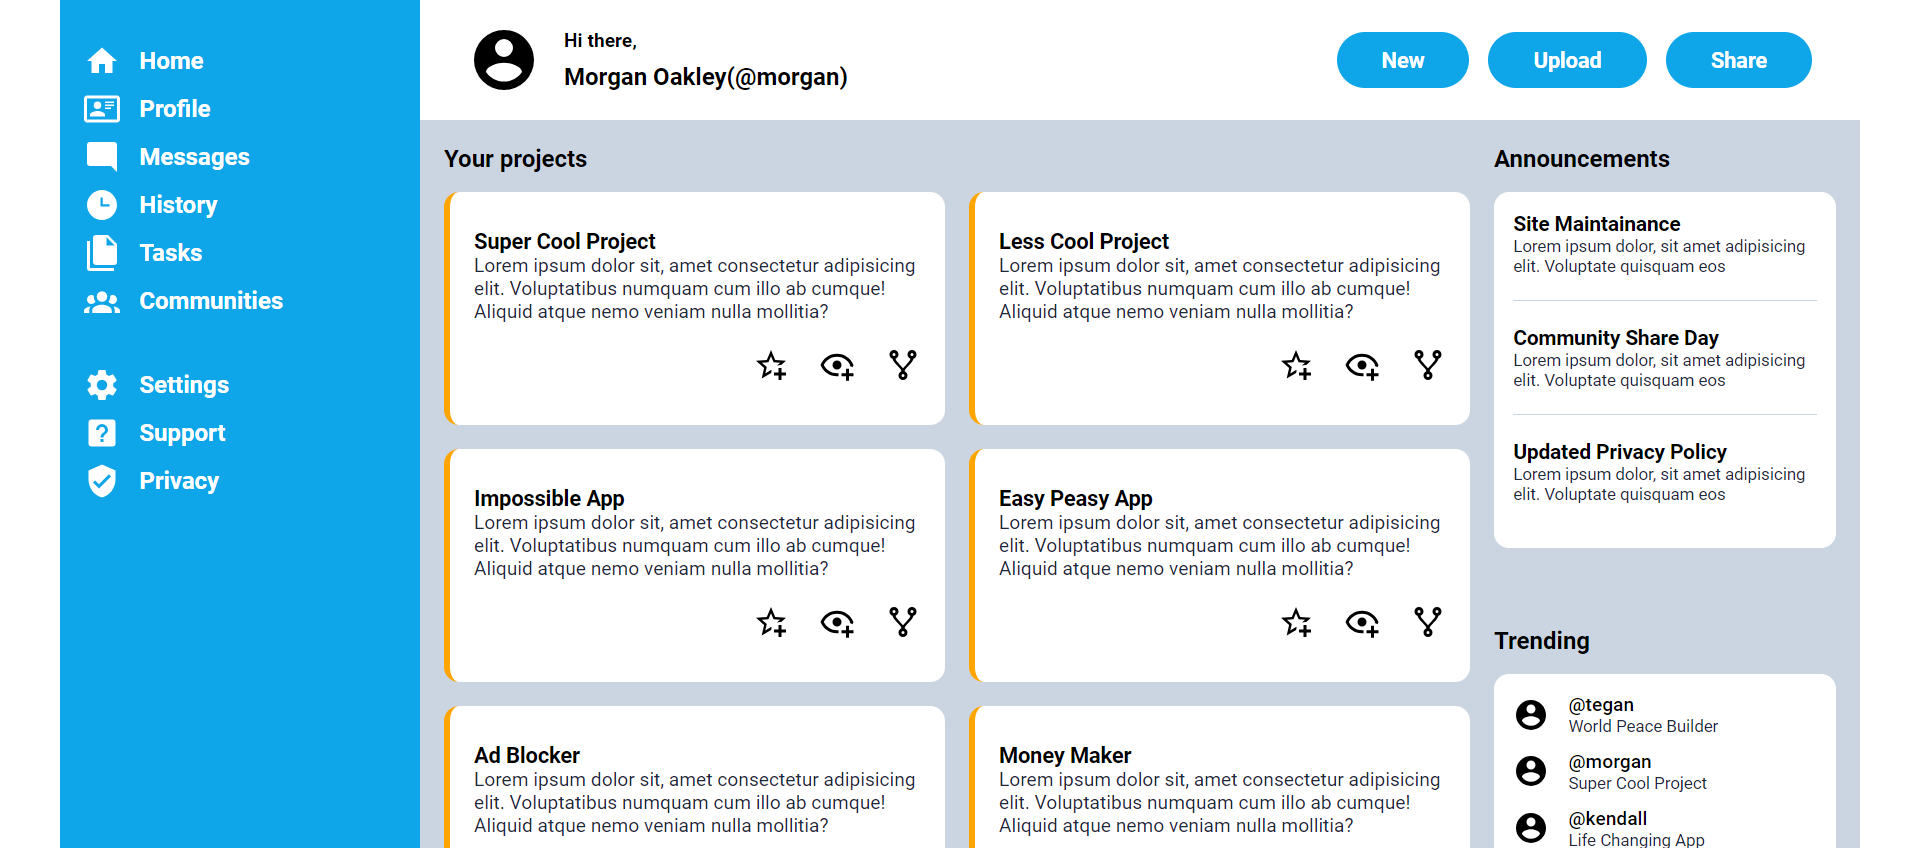 Home
Profile
Messages
History
Tasks
Communities
Settings
Support
Privacy
Hi there,
Morgan Oakley(@morgan)
New
Upload
Share
Your projects
Super Cool Project
Lorem ipsum dolor sit, amet consectetur adipisicing
elit. Voluptatibus numquam cum illo ab cumque!
Aliquid atque nemo veniam nulla mollitia?
Less Cool Project
Lorem ipsum dolor sit, amet consectetur adipisicing
elit. Voluptatibus numquam cum illo ab cumque!
Aliquid atque nemo veniam nulla mollitia?
Impossible App
Lorem ipsum dolor sit, amet consectetur adipisicing
elit. Voluptatibus numquam cum illo ab cumque!
Aliquid atque nemo veniam nulla mollitia?
Easy Peasy App
Lorem ipsum dolor sit, amet consectetur adipisicing
elit. Voluptatibus numquam cum illo ab cumque!
Aliquid atque nemo veniam nulla mollitia?
Ad Blocker
Lorem ipsum dolor sit, amet consectetur adipisicing
elit. Voluptatibus numquam cum illo ab cumque!
Aliquid atque nemo veniam nulla mollitia?
Money Maker
Lorem ipsum dolor sit, amet consectetur adipisicing
elit. Voluptatibus numquam cum illo ab cumque!
Aliquid atque nemo veniam nulla mollitia?
Announcements
Site Maintainance
Lorem ipsum dolor, sit amet adipisicing
elit. Voluptate quisquam eos
Community Share Day
Lorem ipsum dolor, sit amet adipisicing
elit. Voluptate quisquam eos
Updated Privacy Policy
Lorem ipsum dolor, sit amet adipisicing
elit. Voluptate quisquam eos
Trending
@tegan
World Peace Builder
@morgan
Super Cool Project
@kendall
Life Changing App